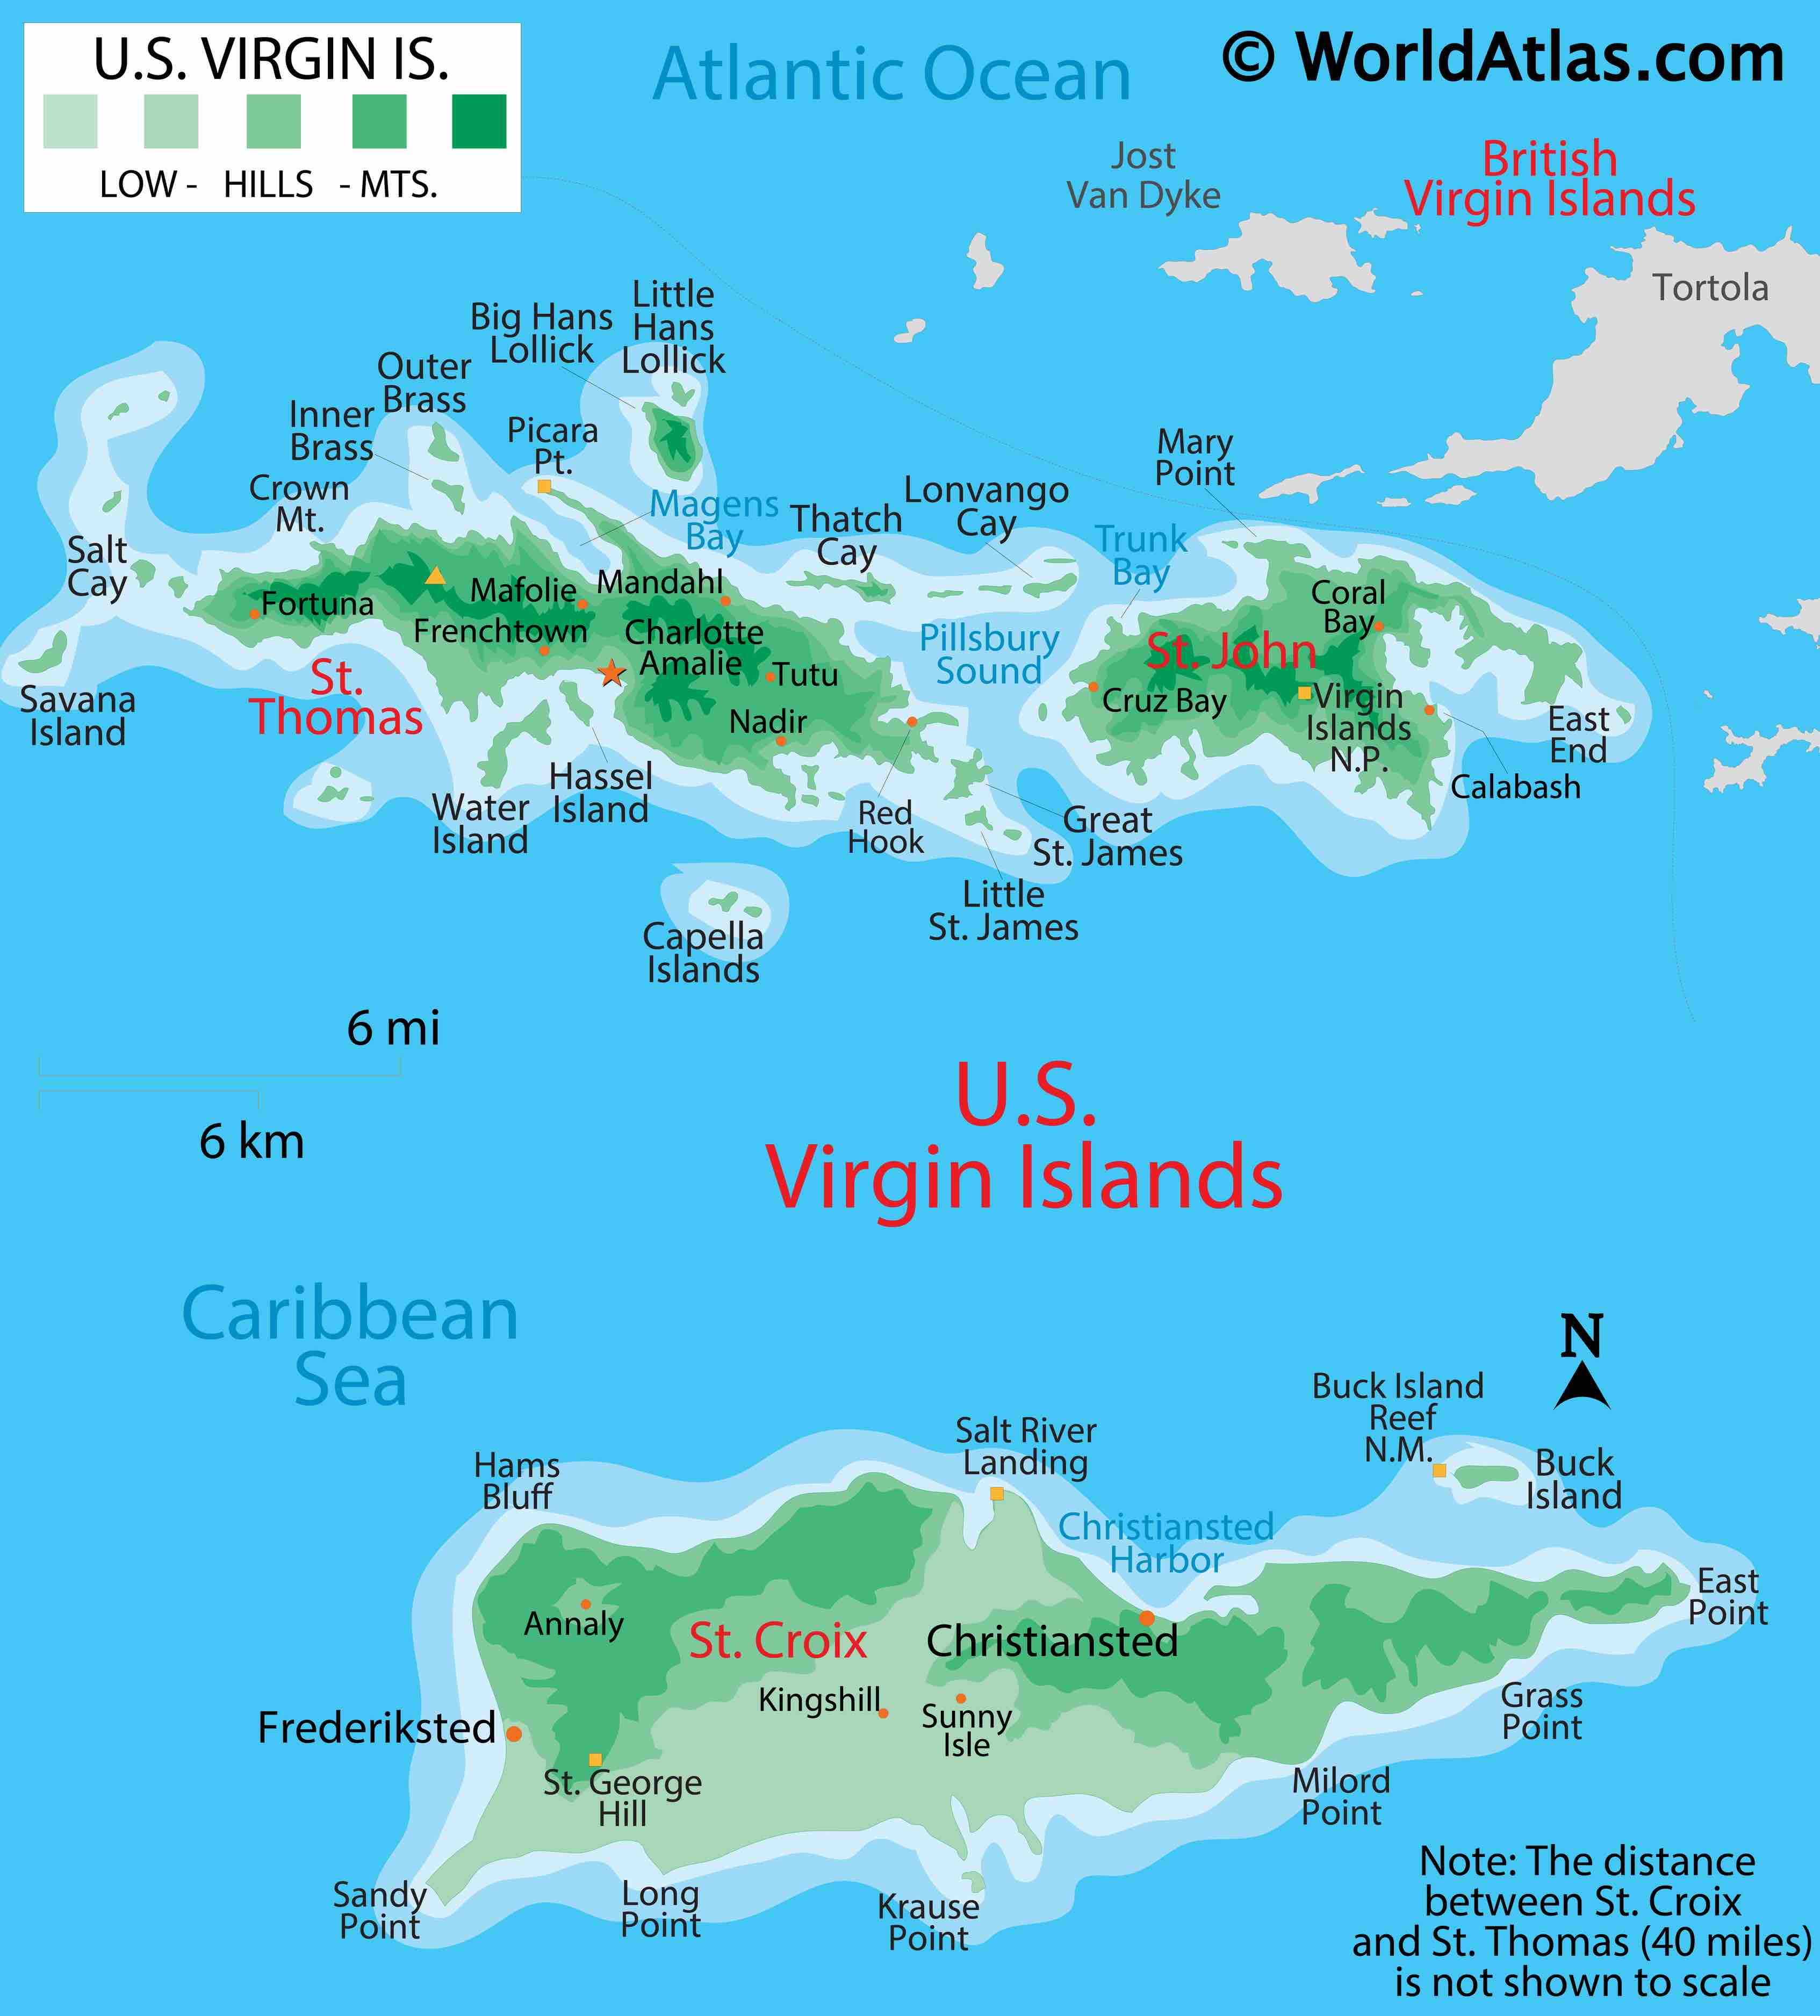 U.S. VIRGIN IS.
LOW - HILLS - MTS.
Atlantic Ocean
© WorldAtlas.com
Jost
Van Dyke
British
Virgin Islands
Tortola
Little
Hans
Lollick
Big Hans
Lollick
Outer
Brass
Inner
Brass
Picara
Pt.
Crown
Mt.
Magens
Bay
Thatch
Cay
Lonvango
Cay
Mary
Point
Trunk
Bay
Salt
Cay
Fortuna
Mafolie
Mandahl
Frenchtown
Charlotte
Amalie
Tutu
Nadir
Pillsbury
Sound
St. John
Coral
Bay
Cruz Bay
Virgin
Islands
N.P.
East
End
Calabash
Savana
Island
St.
Thomas
Water
Island
Hassel
Island
Red
Hook
Great
St. James
Little
St. James
Capella
Islands
6 mi
6 km
U.S.
Virgin Islands
Caribbean
Sea
N
Buck Island
Reef
N.M.
Buck
Island
Salt River
Landing
Hams
Bluff
Christiansted
Harbor
East
Point
Annaly
St. Croix
Christiansted
Kingshill
Sunny
Isle
Grass
Point
Frederiksted
St. George
Hill
Milord
Point
Sandy
Point
Long
Point
Krause
Point
Note: The distance
between St. Croix
and St. Thomas (40 miles)
is not shown to scale